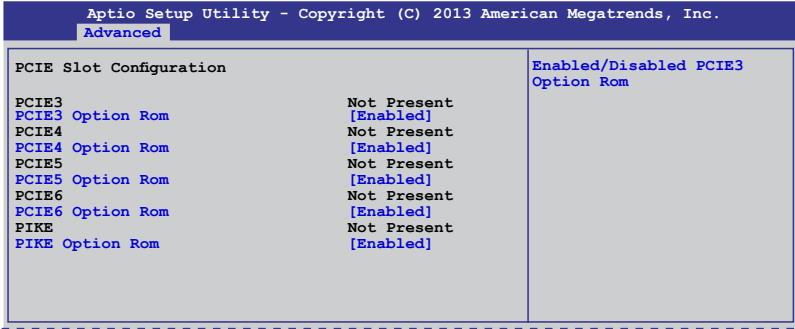 Aptio Setup Utility - Copyright (C) 2013 American Megatrends, Inc.
Advanced
PCIE Slot Configuration
PCIE3 Not Present
PCIE3 Option Rom [Enabled]
PCIE4 Not Present
PCIE4 Option Rom [Enabled]
PCIE5 Not Present
PCIE5 Option Rom [Enabled]
PCIE6 Not Present
PCIE6 Option Rom [Enabled]
PIKE Not Present
PIKE Option Rom [Enabled]
Enabled/Disabled PCIE3
Option Rom